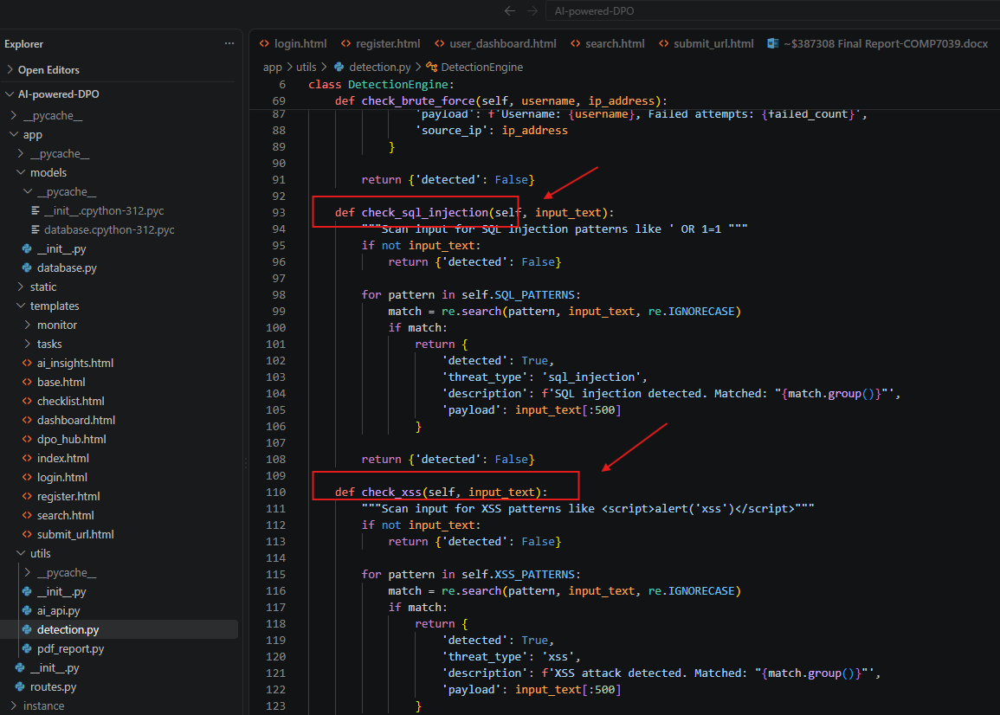 AI-powered-DPO
Explorer
Open Editors
AI-powered-DPO
__pycache__
app
__pycache__
models
__pycache__
__init__.cpython-312.pyc
database.cpython-312.pyc
__init__.py
database.py
static
templates
monitor
tasks
ai_insights.html
base.html
checklist.html
dashboard.html
dpo_hub.html
index.html
login.html
register.html
search.html
submit_url.html
utils
__pycache__
__init__.py
ai_api.py
detection.py
pdf_report.py
__init__.py
routes.py
instance
login.html register.html user_dashboard.html search.html submit_url.html ~$387308 Final Report-COMP7039.docx
app > utils > detection.py > DetectionEngine
6 class DetectionEngine:
69 def check_brute_force(self, username, ip_address):
87 'payload': f'Username: {username}, Failed attempts: {failed_count}',
88 'source_ip': ip_address
89 }
90
91 return {'detected': False}
92
93 def check_sql_injection(self, input_text):
94 """Scan input for SQL injection patterns like ' OR 1=1 """
95 if not input_text:
96 return {'detected': False}
97
98 for pattern in self.SQL_PATTERNS:
99 match = re.search(pattern, input_text, re.IGNORECASE)
100 if match:
101 return {
102 'detected': True,
103 'threat_type': 'sql_injection',
104 'description': f'SQL injection detected. Matched: "{match.group()}"',
105 'payload': input_text[:500]
106 }
107
108 return {'detected': False}
109
110 def check_xss(self, input_text):
111 """Scan input for XSS patterns like <script>alert('xss')</script>"""
112 if not input_text:
113 return {'detected': False}
114
115 for pattern in self.XSS_PATTERNS:
116 match = re.search(pattern, input_text, re.IGNORECASE)
117 if match:
118 return {
119 'detected': True,
120 'threat_type': 'xss',
121 'description': f'XSS attack detected. Matched: "{match.group()}"',
122 'payload': input_text[:500]
123 }